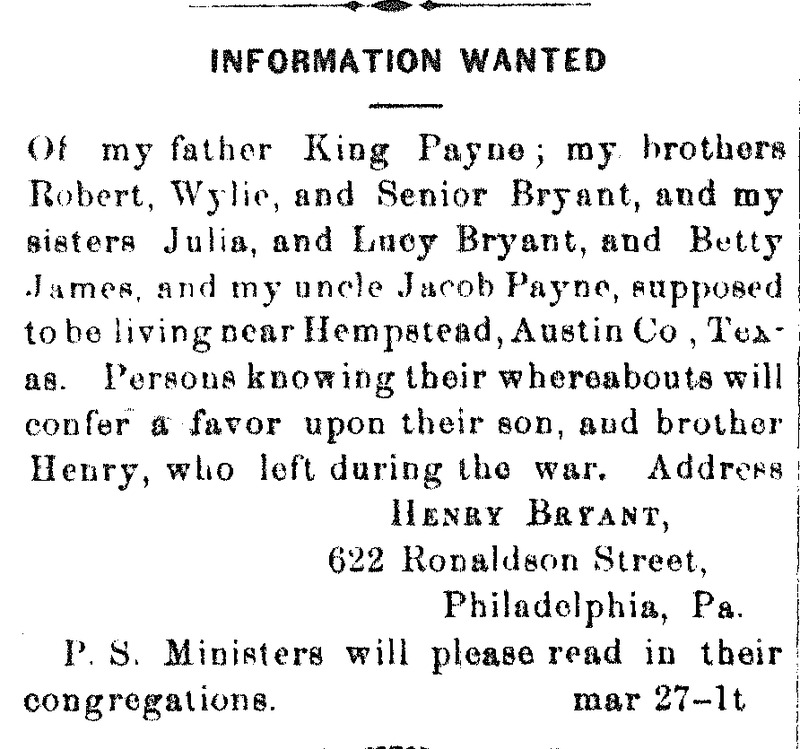 INFORMATION WANTED
Of my father King Payne; my brothers
Robert, Wylie, and Senior Bryant, and my
sisters Julia, and Lucy Bryant, and Betty
James, and my uncle Jacob Payne, supposed
to be living near Hempstead, Austin Co , Tex-
as. Persons knowing their whereabouts will
confer a favor upon their son, and brother
Henry, who left during the war. Address
HENRY BRYANT,
622 Ronaldson Street,
Philadelphia, Pa.
P. S. Ministers will please read in their
congregations. mar 27–1t